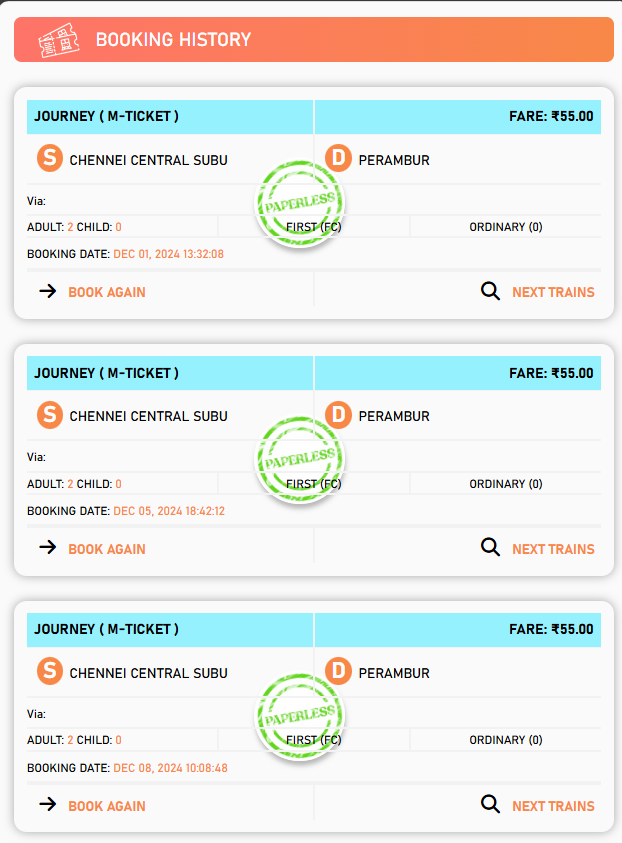 BOOKING HISTORY
JOURNEY ( M-TICKET ) FARE: ₹55.00
S CHENNEI CENTRAL SUBU D PERAMBUR
PAPERLESS
Via:
ADULT: 2 CHILD: 0 FIRST (FC) ORDINARY (0)
BOOKING DATE: DEC 01, 2024 13:32:08
BOOK AGAIN NEXT TRAINS
JOURNEY ( M-TICKET ) FARE: ₹55.00
S CHENNEI CENTRAL SUBU D PERAMBUR
PAPERLESS
Via:
ADULT: 2 CHILD: 0 FIRST (FC) ORDINARY (0)
BOOKING DATE: DEC 05, 2024 18:42:12
BOOK AGAIN NEXT TRAINS
JOURNEY ( M-TICKET ) FARE: ₹55.00
S CHENNEI CENTRAL SUBU D PERAMBUR
PAPERLESS
Via:
ADULT: 2 CHILD: 0 FIRST (FC) ORDINARY (0)
BOOKING DATE: DEC 08, 2024 10:08:48
BOOK AGAIN NEXT TRAINS